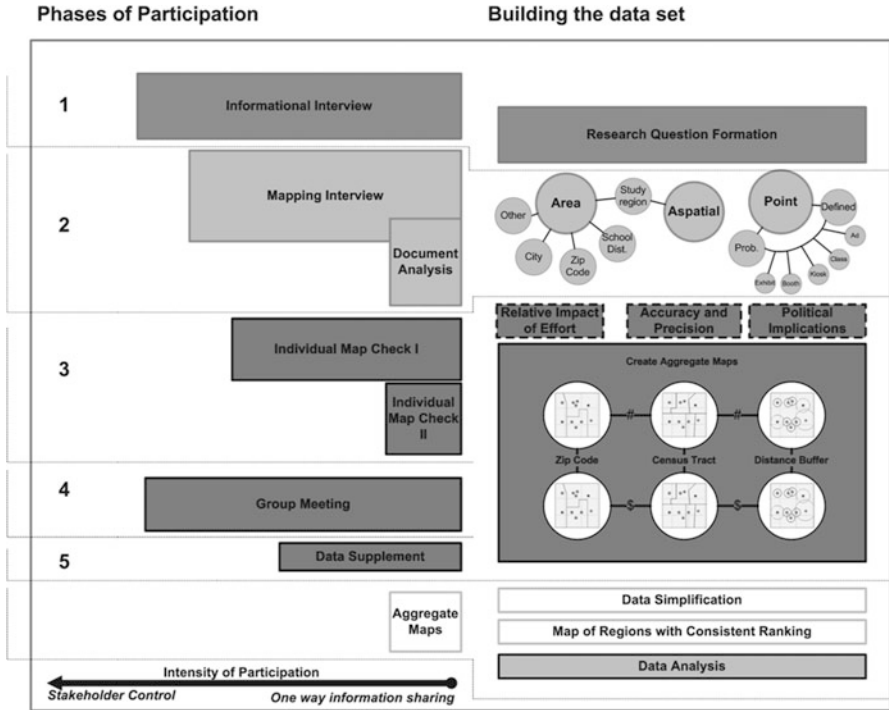 Phases of Participation
Building the data set
1
Informational Interview
Research Question Formation
2
Mapping Interview
Document
Analysis
Other
Area
Study
region
Aspatial
City
Zip
Code
School
Dist.
Point
Defined
Prob.
Ad
Class
Kiosk
Booth
Exhibit
3
Individual Map Check I
Individual
Map Check
II
Relative Impact
of Effort
Accuracy and
Precision
Political
Implications
Create Aggregate Maps
#
#
Zip Code
Census Tract
Distance Buffer
$
$
4
Group Meeting
5
Data Supplement
Aggregate
Maps
Data Simplification
Map of Regions with Consistent Ranking
Data Analysis
Intensity of Participation
Stakeholder Control
One way information sharing